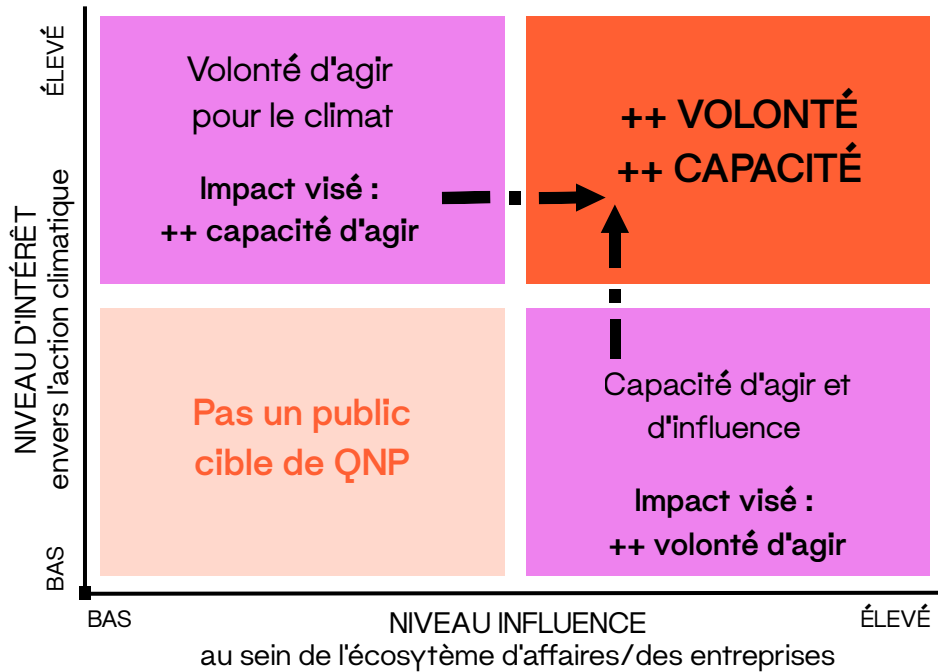 ÉLEVÉ
NIVEAU D'INTÉRÊT
envers l'action climatique
BAS
Volonté d'agir
pour le climat
Impact visé :
++ capacité d'agir
++ VOLONTÉ
++ CAPACITÉ
Pas un public
cible de QNP
Capacité d'agir et
d'influence
Impact visé :
++ volonté d'agir
BAS
NIVEAU INFLUENCE
ÉLEVÉ
au sein de l'écosytème d'affaires/des entreprises